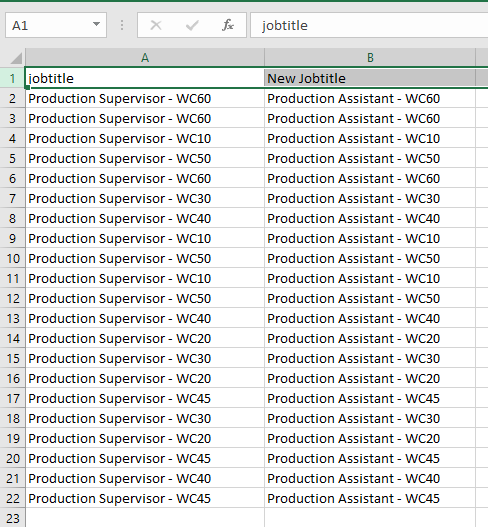 A1 fx jobtitle
A B
1 jobtitle New Jobtitle
2 Production Supervisor - WC60 Production Assistant - WC60
3 Production Supervisor - WC60 Production Assistant - WC60
4 Production Supervisor - WC10 Production Assistant - WC10
5 Production Supervisor - WC50 Production Assistant - WC50
6 Production Supervisor - WC60 Production Assistant - WC60
7 Production Supervisor - WC30 Production Assistant - WC30
8 Production Supervisor - WC40 Production Assistant - WC40
9 Production Supervisor - WC10 Production Assistant - WC10
10 Production Supervisor - WC50 Production Assistant - WC50
11 Production Supervisor - WC10 Production Assistant - WC10
12 Production Supervisor - WC50 Production Assistant - WC50
13 Production Supervisor - WC40 Production Assistant - WC40
14 Production Supervisor - WC20 Production Assistant - WC20
15 Production Supervisor - WC30 Production Assistant - WC30
16 Production Supervisor - WC20 Production Assistant - WC20
17 Production Supervisor - WC45 Production Assistant - WC45
18 Production Supervisor - WC30 Production Assistant - WC30
19 Production Supervisor - WC20 Production Assistant - WC20
20 Production Supervisor - WC45 Production Assistant - WC45
21 Production Supervisor - WC40 Production Assistant - WC40
22 Production Supervisor - WC45 Production Assistant - WC45
23